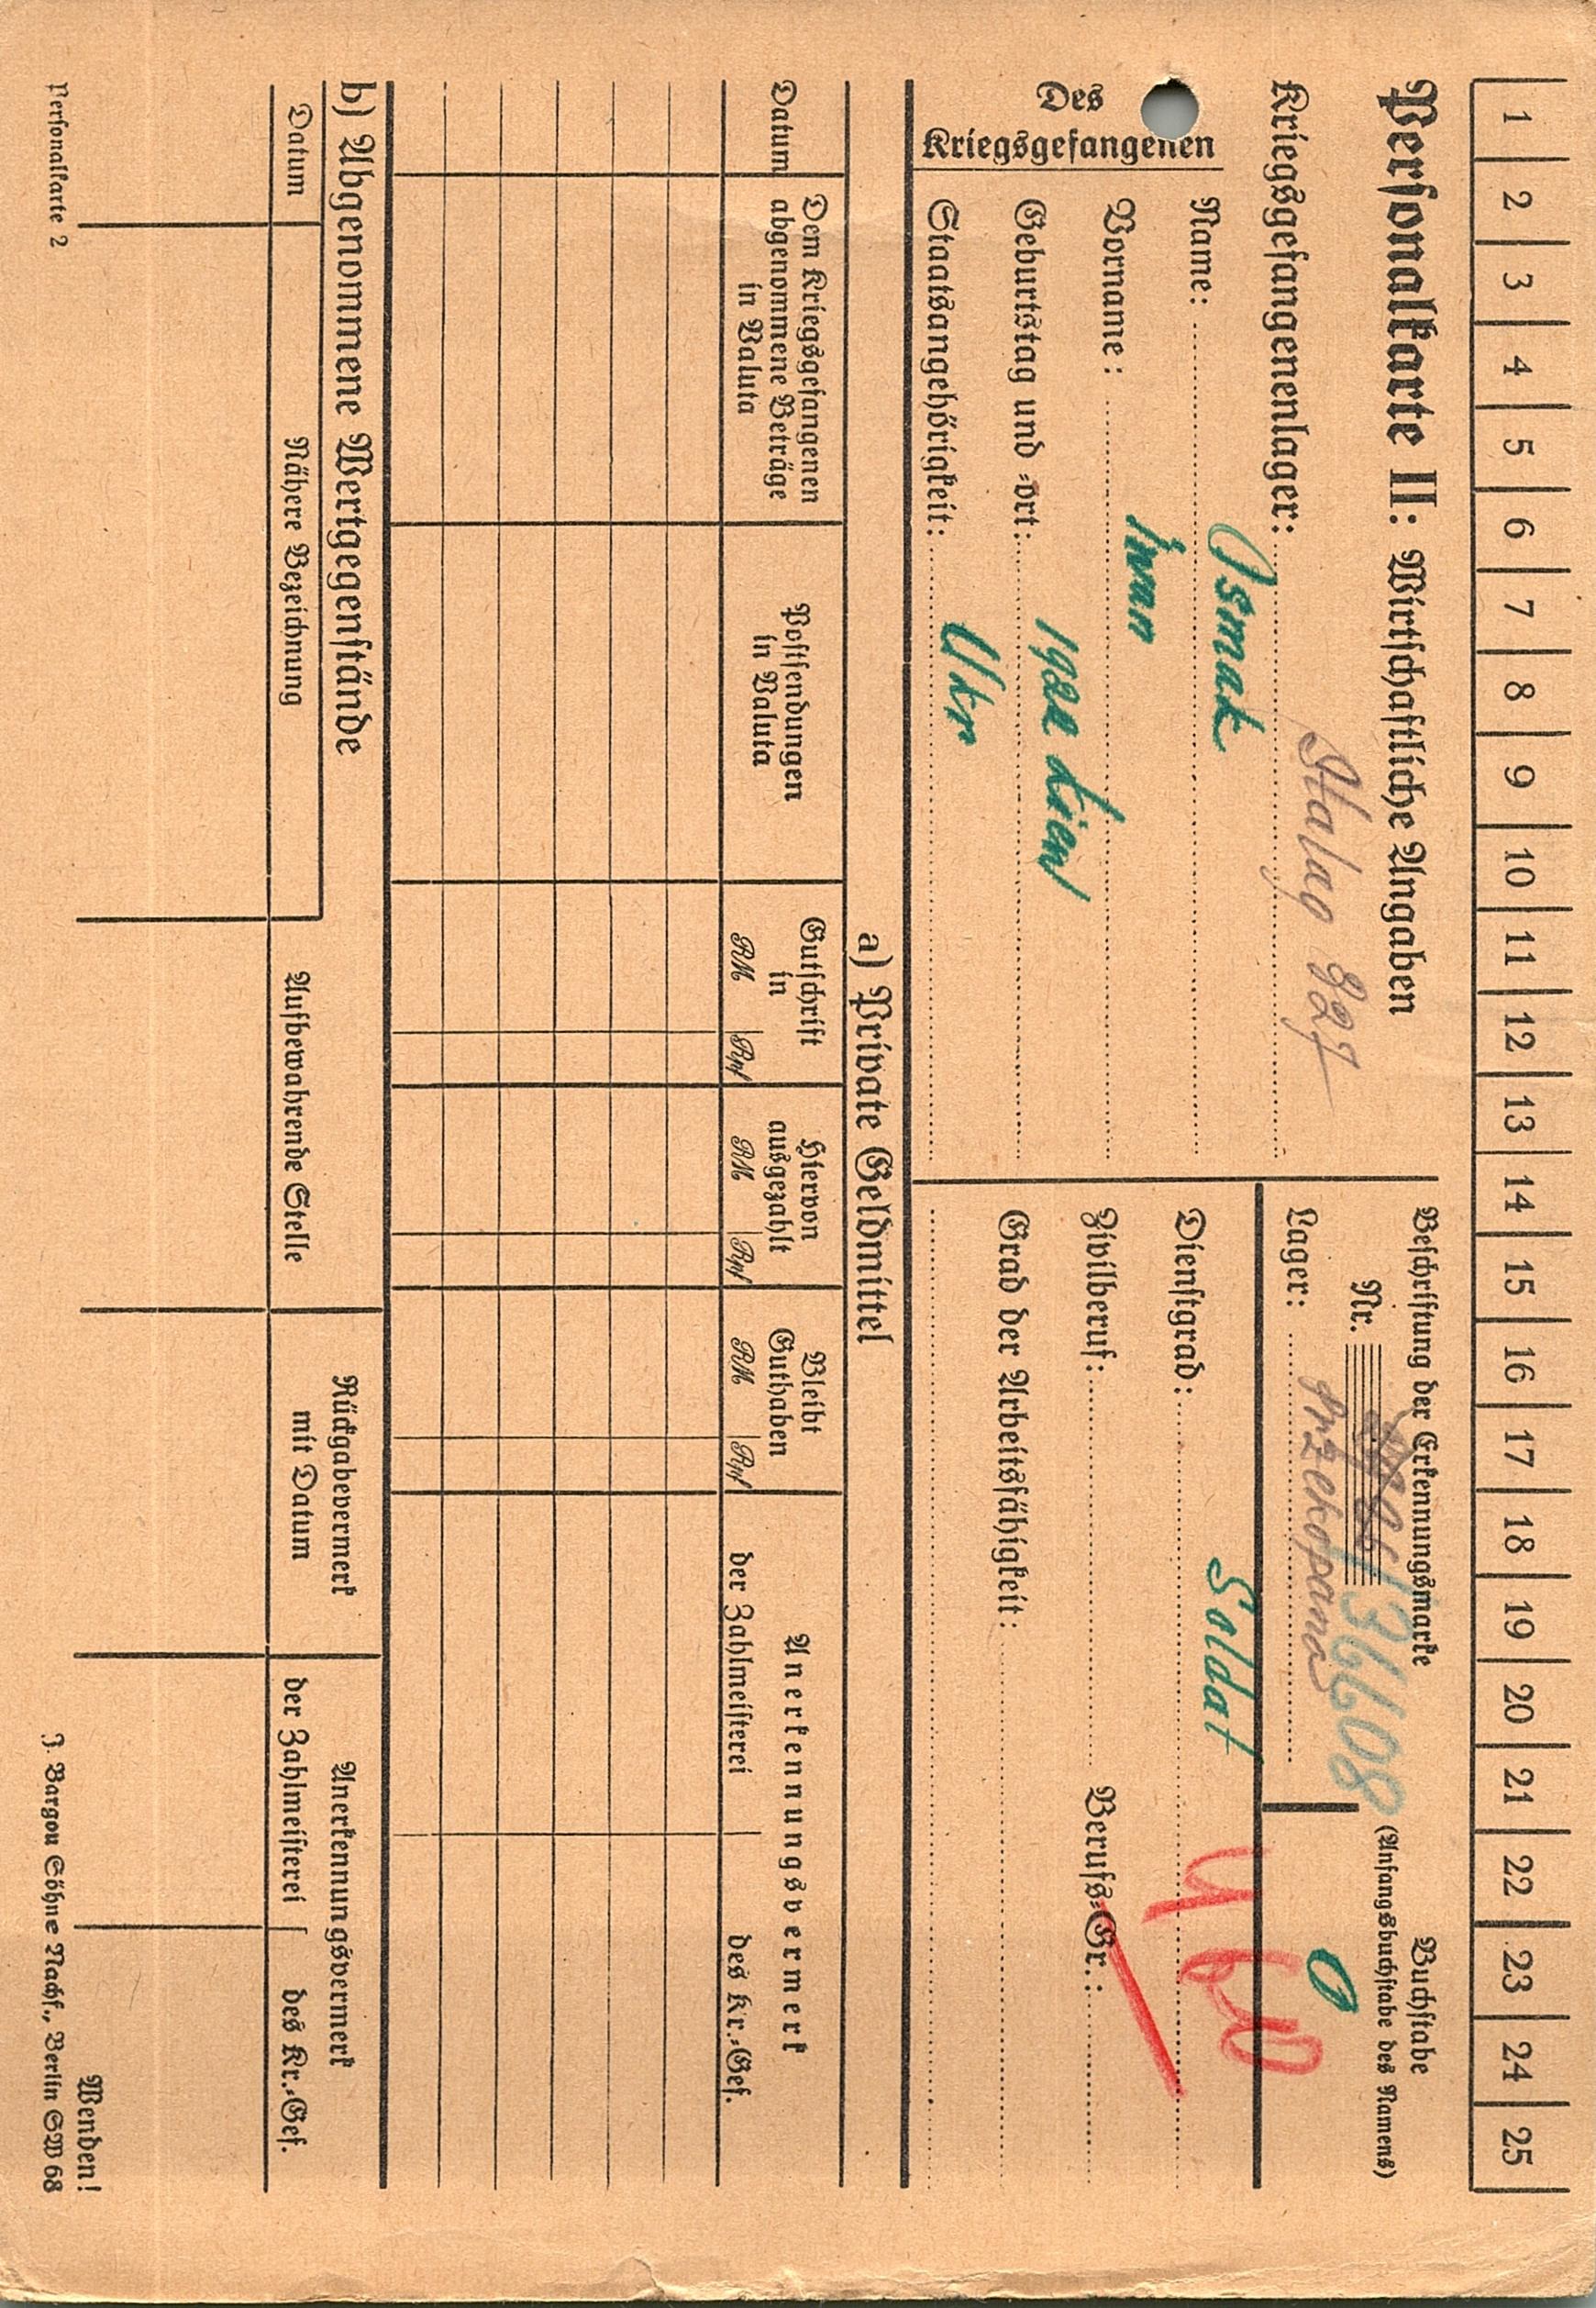 1 2 3 4 5 6 7 8 9 10 11 12 13 14 15 16 17 18 19 20 21 22 23 24 25
Personalkarte II: Wirtschaftliche Angaben
Kriegsgefangenenlager: Stalag 327
Beschriftung der Erkennungsmarke
Nr. 36608
Lager: Przekopana
Buchstabe
(Anfangsbuchstabe des Namens)
O
Des Kriegsgefangenen
Name: Osmak
Vorname: Iwan
Geburtstag und -ort: 1922 Kiew
Staatsangehörigkeit: Ukr
Dienstgrad: Soldat
Zivilberuf: Berufs-Gr.:
Grad der Arbeitsfähigkeit:
a) Private Geldmittel
Datum
Dem Kriegsgefangenen abgenommene Beträge in Valuta
Postsendungen in Valuta
Gutschrift in RM Rpf
Hiervon ausgezahlt RM Rpf
Bleibt Guthaben RM Rpf
Anerkennungsvermerk
der Zahlmeisterei des Kr.-Gef.
b) Abgenommene Wertgegenstände
Datum
Nähere Bezeichnung
Aufbewahrende Stelle
Rückgabevermerk mit Datum
Anerkennungsvermerk
der Zahlmeisterei des Kr.-Gef.
Wenden!
Personalkarte 2
J. Bargou Söhne Nachf., Berlin SW 68